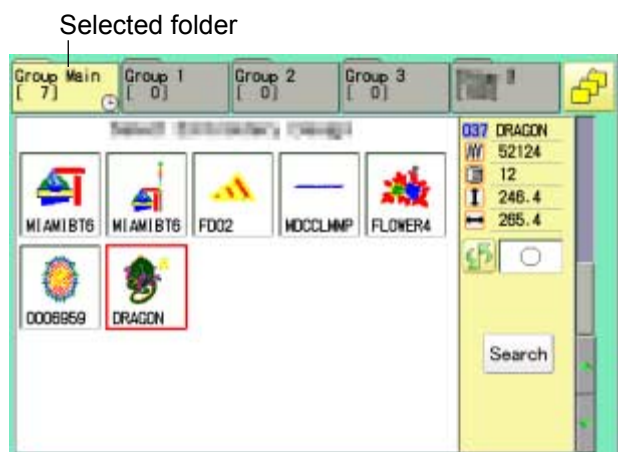 Selected folder
Group Main
[ 7]
Group 1
[ 0]
Group 2
[ 0]
Group 3
[ 0]
037 DRAGON
52124
12
246.4
265.4
MIAMIBT6
MIAMIBT6
FD02
MDCCLMNP
FLOWER4
0006959
DRAGON
Search